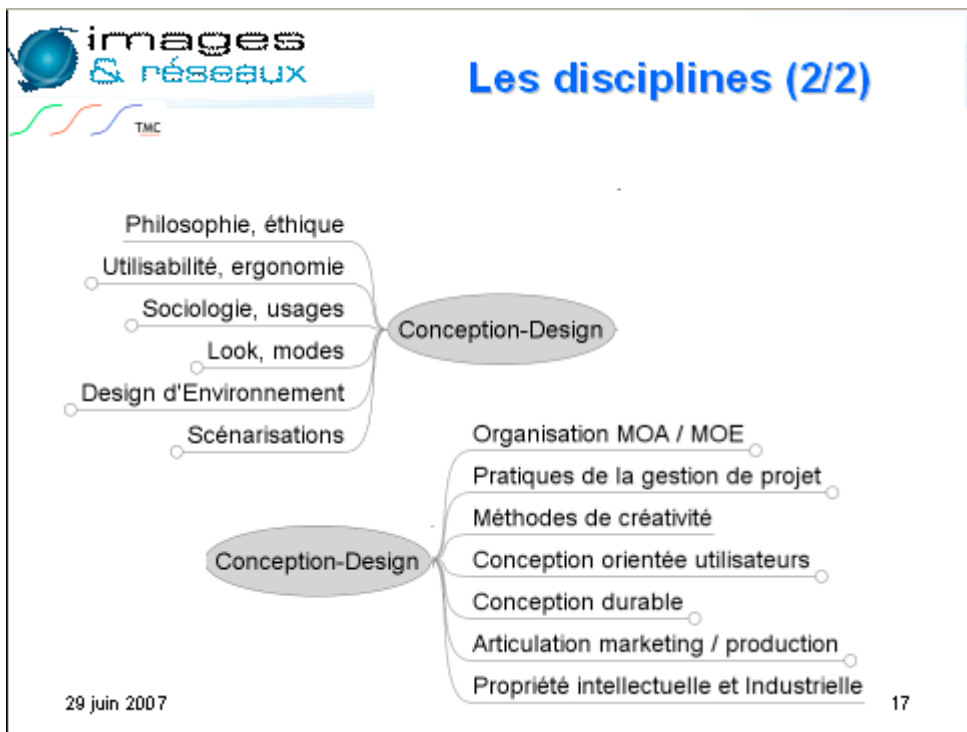 images
& réseaux
Les disciplines (2/2)
TMC
Philosophie, éthique
Utilisabilité, ergonomie
Sociologie, usages
Look, modes
Design d'Environnement
Scénarisations
Conception-Design
Organisation MOA / MOE
Pratiques de la gestion de projet
Méthodes de créativité
Conception orientée utilisateurs
Conception durable
Articulation marketing / production
Propriété intellectuelle et Industrielle
Conception-Design
29 juin 2007
17